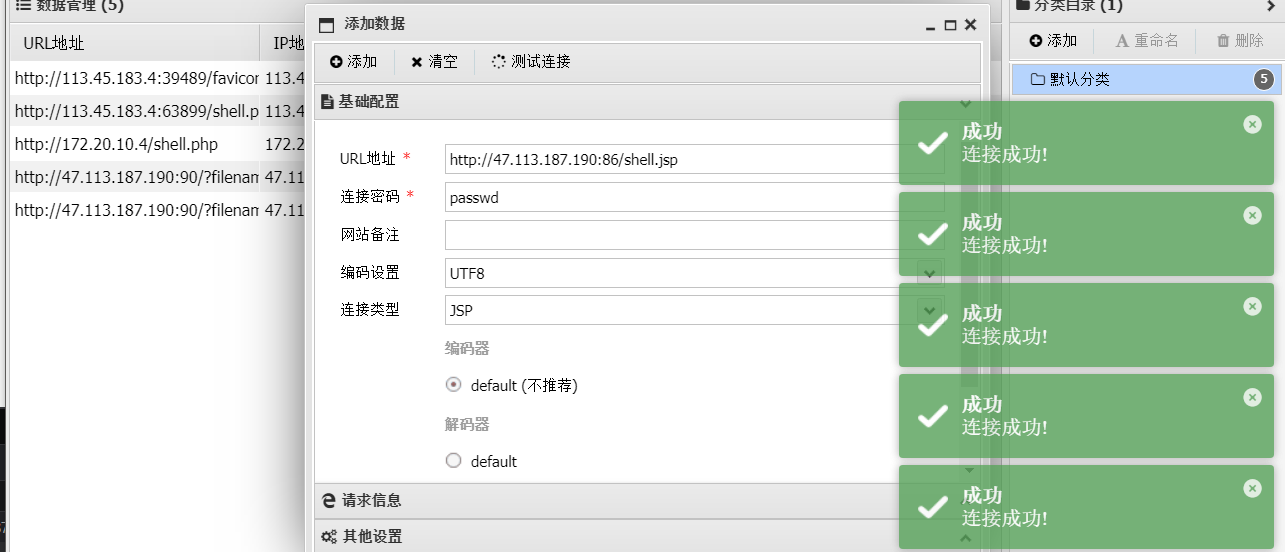 数据管理 (5)
URL地址
IP地
http://113.45.183.4:39489/favicor
113.4
http://113.45.183.4:63899/shell.p
113.4
http://172.20.10.4/shell.php
172.2
http://47.113.187.190:90/?filenam
47.11
http://47.113.187.190:90/?filenam
47.11
添加数据
添加
清空
测试连接
基础配置
URL地址 *
http://47.113.187.190:86/shell.jsp
连接密码 *
passwd
网站备注
编码设置
UTF8
连接类型
JSP
编码器
default (不推荐)
解码器
default
请求信息
其他设置
分类目录 (1)
添加
重命名
删除
默认分类
5
成功
连接成功!
成功
连接成功!
成功
连接成功!
成功
连接成功!
成功
连接成功!